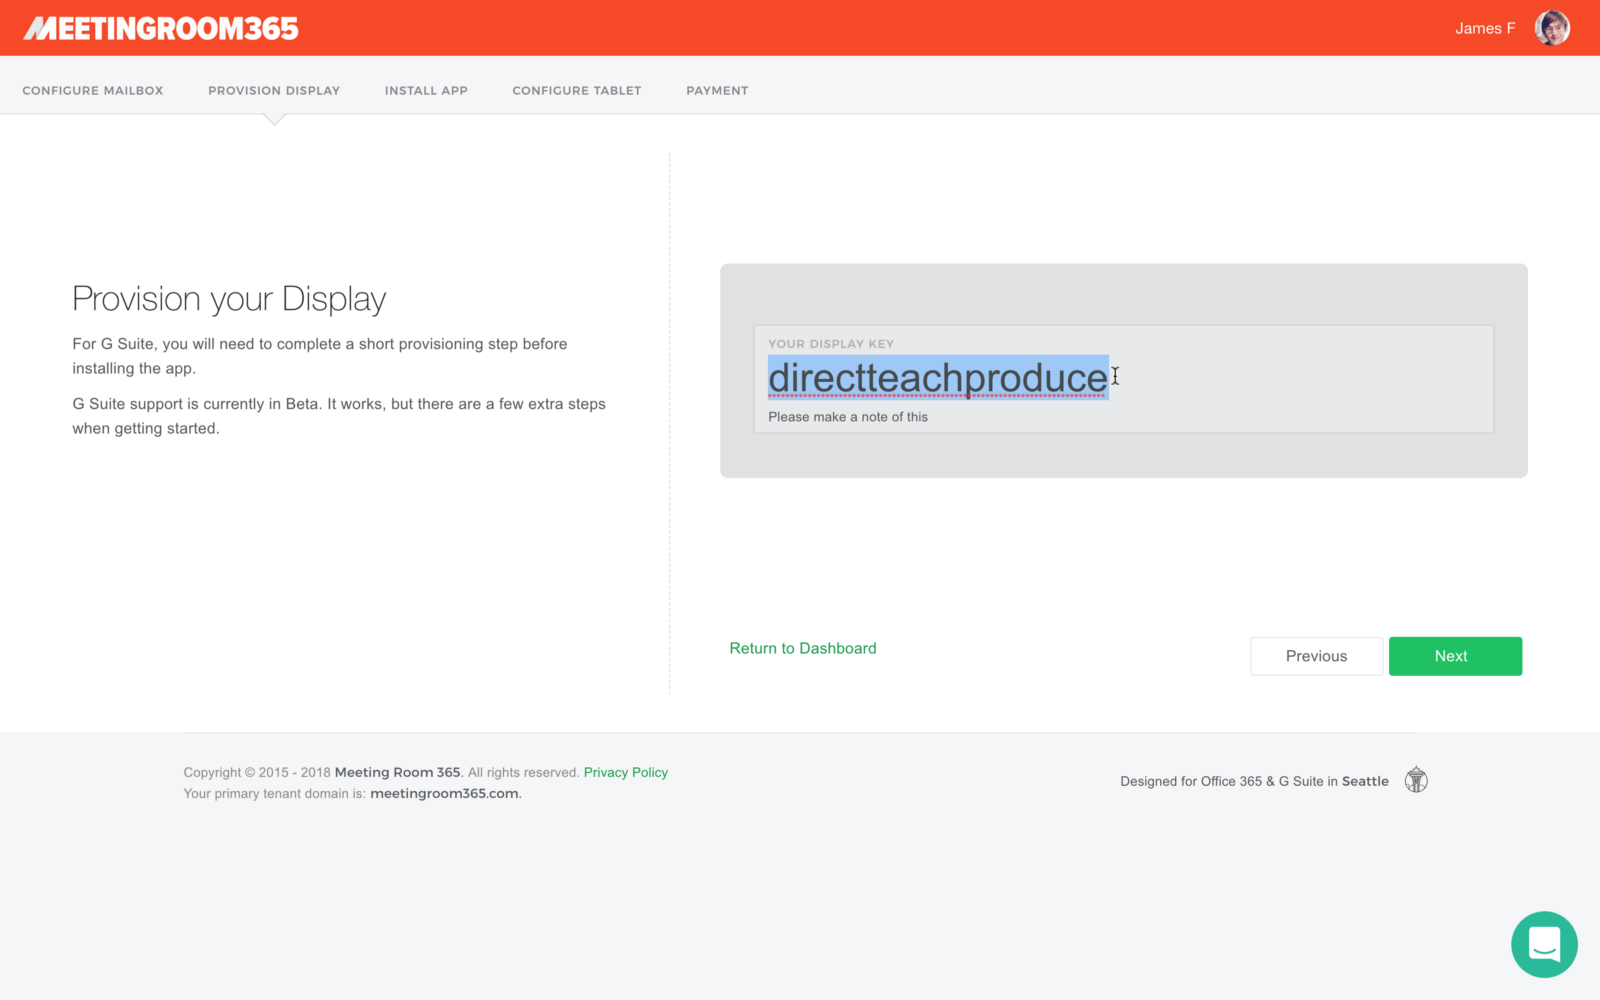 MEETINGROOM365
James F
CONFIGURE MAILBOX
PROVISION DISPLAY
INSTALL APP
CONFIGURE TABLET
PAYMENT
Provision your Display
For G Suite, you will need to complete a short provisioning step before
installing the app.
G Suite support is currently in Beta. It works, but there are a few extra steps
when getting started.
YOUR DISPLAY KEY
directteachproduce
Please make a note of this
Return to Dashboard
Previous
Next
Copyright © 2015 - 2018 Meeting Room 365. All rights reserved. Privacy Policy
Your primary tenant domain is: meetingroom365.com.
Designed for Office 365 & G Suite in Seattle